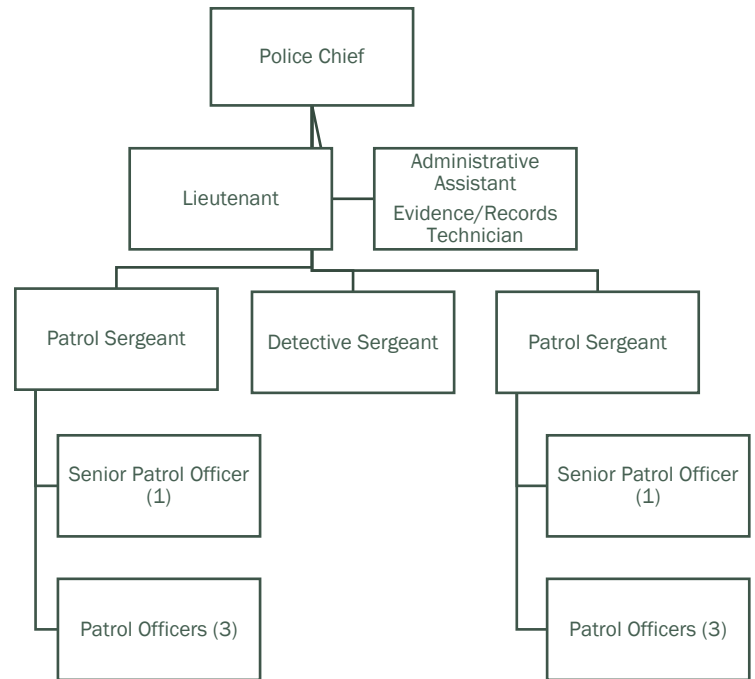 Police Chief
Lieutenant
Administrative
Assistant
Evidence/Records
Technician
Patrol Sergeant
Detective Sergeant
Patrol Sergeant
Senior Patrol Officer
(1)
Senior Patrol Officer
(1)
Patrol Officers (3)
Patrol Officers (3)